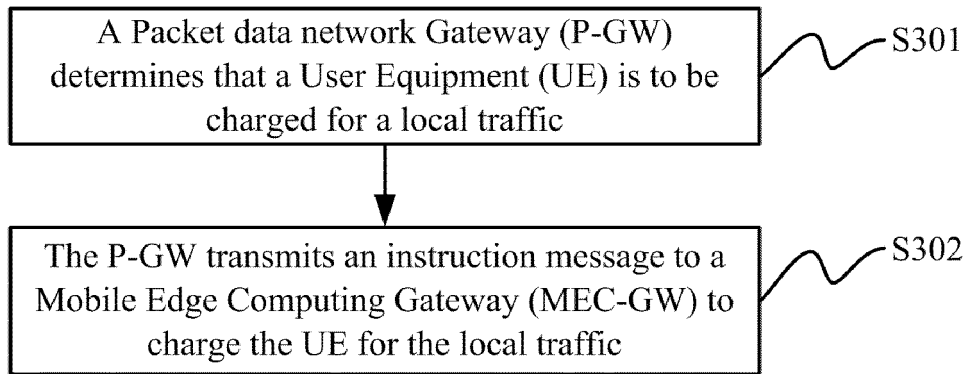 A Packet data network Gateway (P-GW)
determines that a User Equipment (UE) is to be
charged for a local traffic
S301
The P-GW transmits an instruction message to a
Mobile Edge Computing Gateway (MEC-GW) to
charge the UE for the local traffic
S302